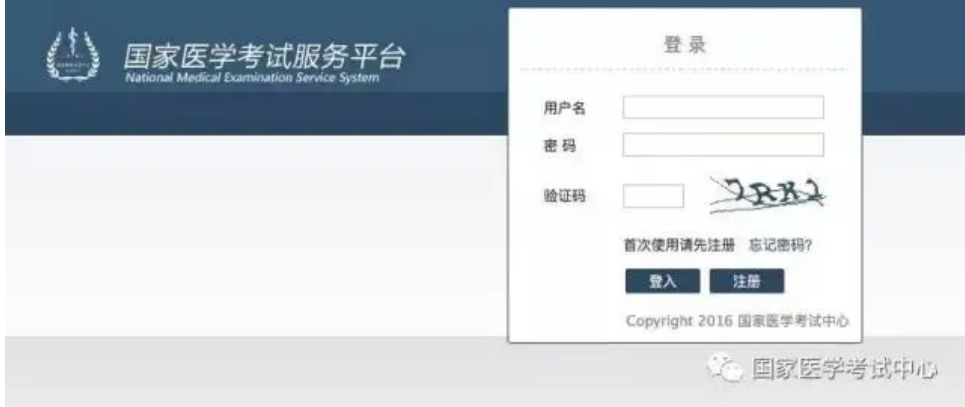 国家医学考试服务平台
National Medical Examination Service System
登 录
用户名
密 码
验证码
首次使用请先注册 忘记密码?
登入 注册
Copyright 2016 国家医学考试中心
国家医学考试中心